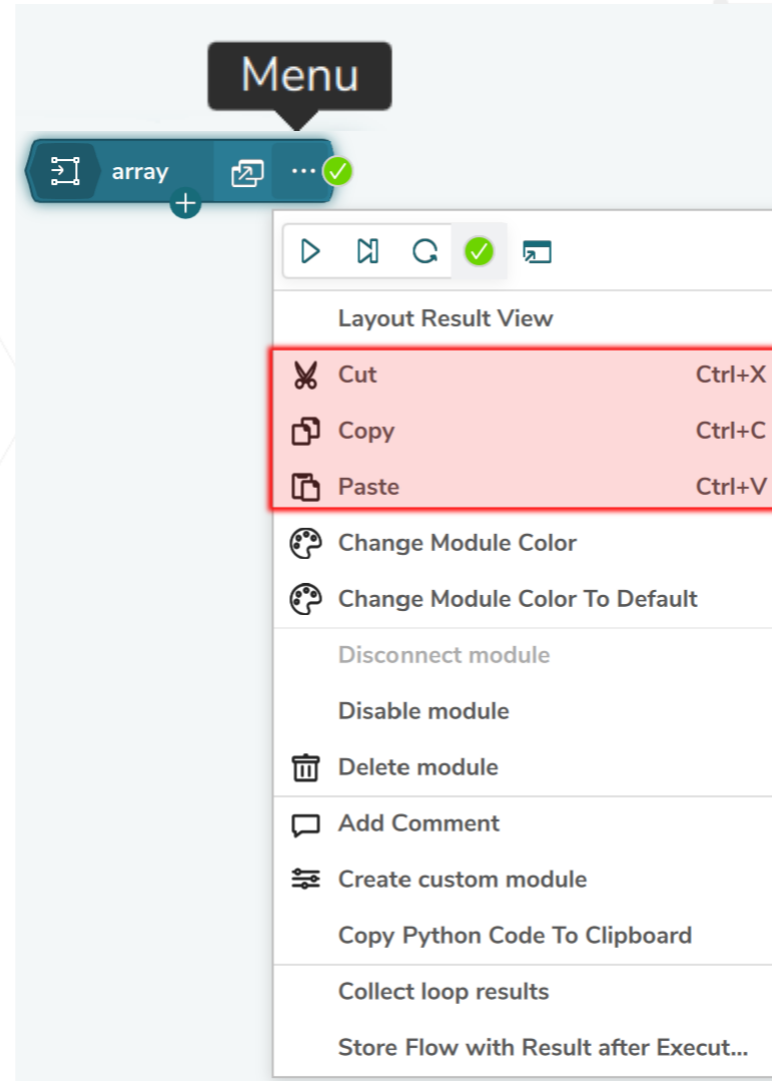 Menu
array
Layout Result View
Cut Ctrl+X
Copy Ctrl+C
Paste Ctrl+V
Change Module Color
Change Module Color To Default
Disconnect module
Disable module
Delete module
Add Comment
Create custom module
Copy Python Code To Clipboard
Collect loop results
Store Flow with Result after Execut...